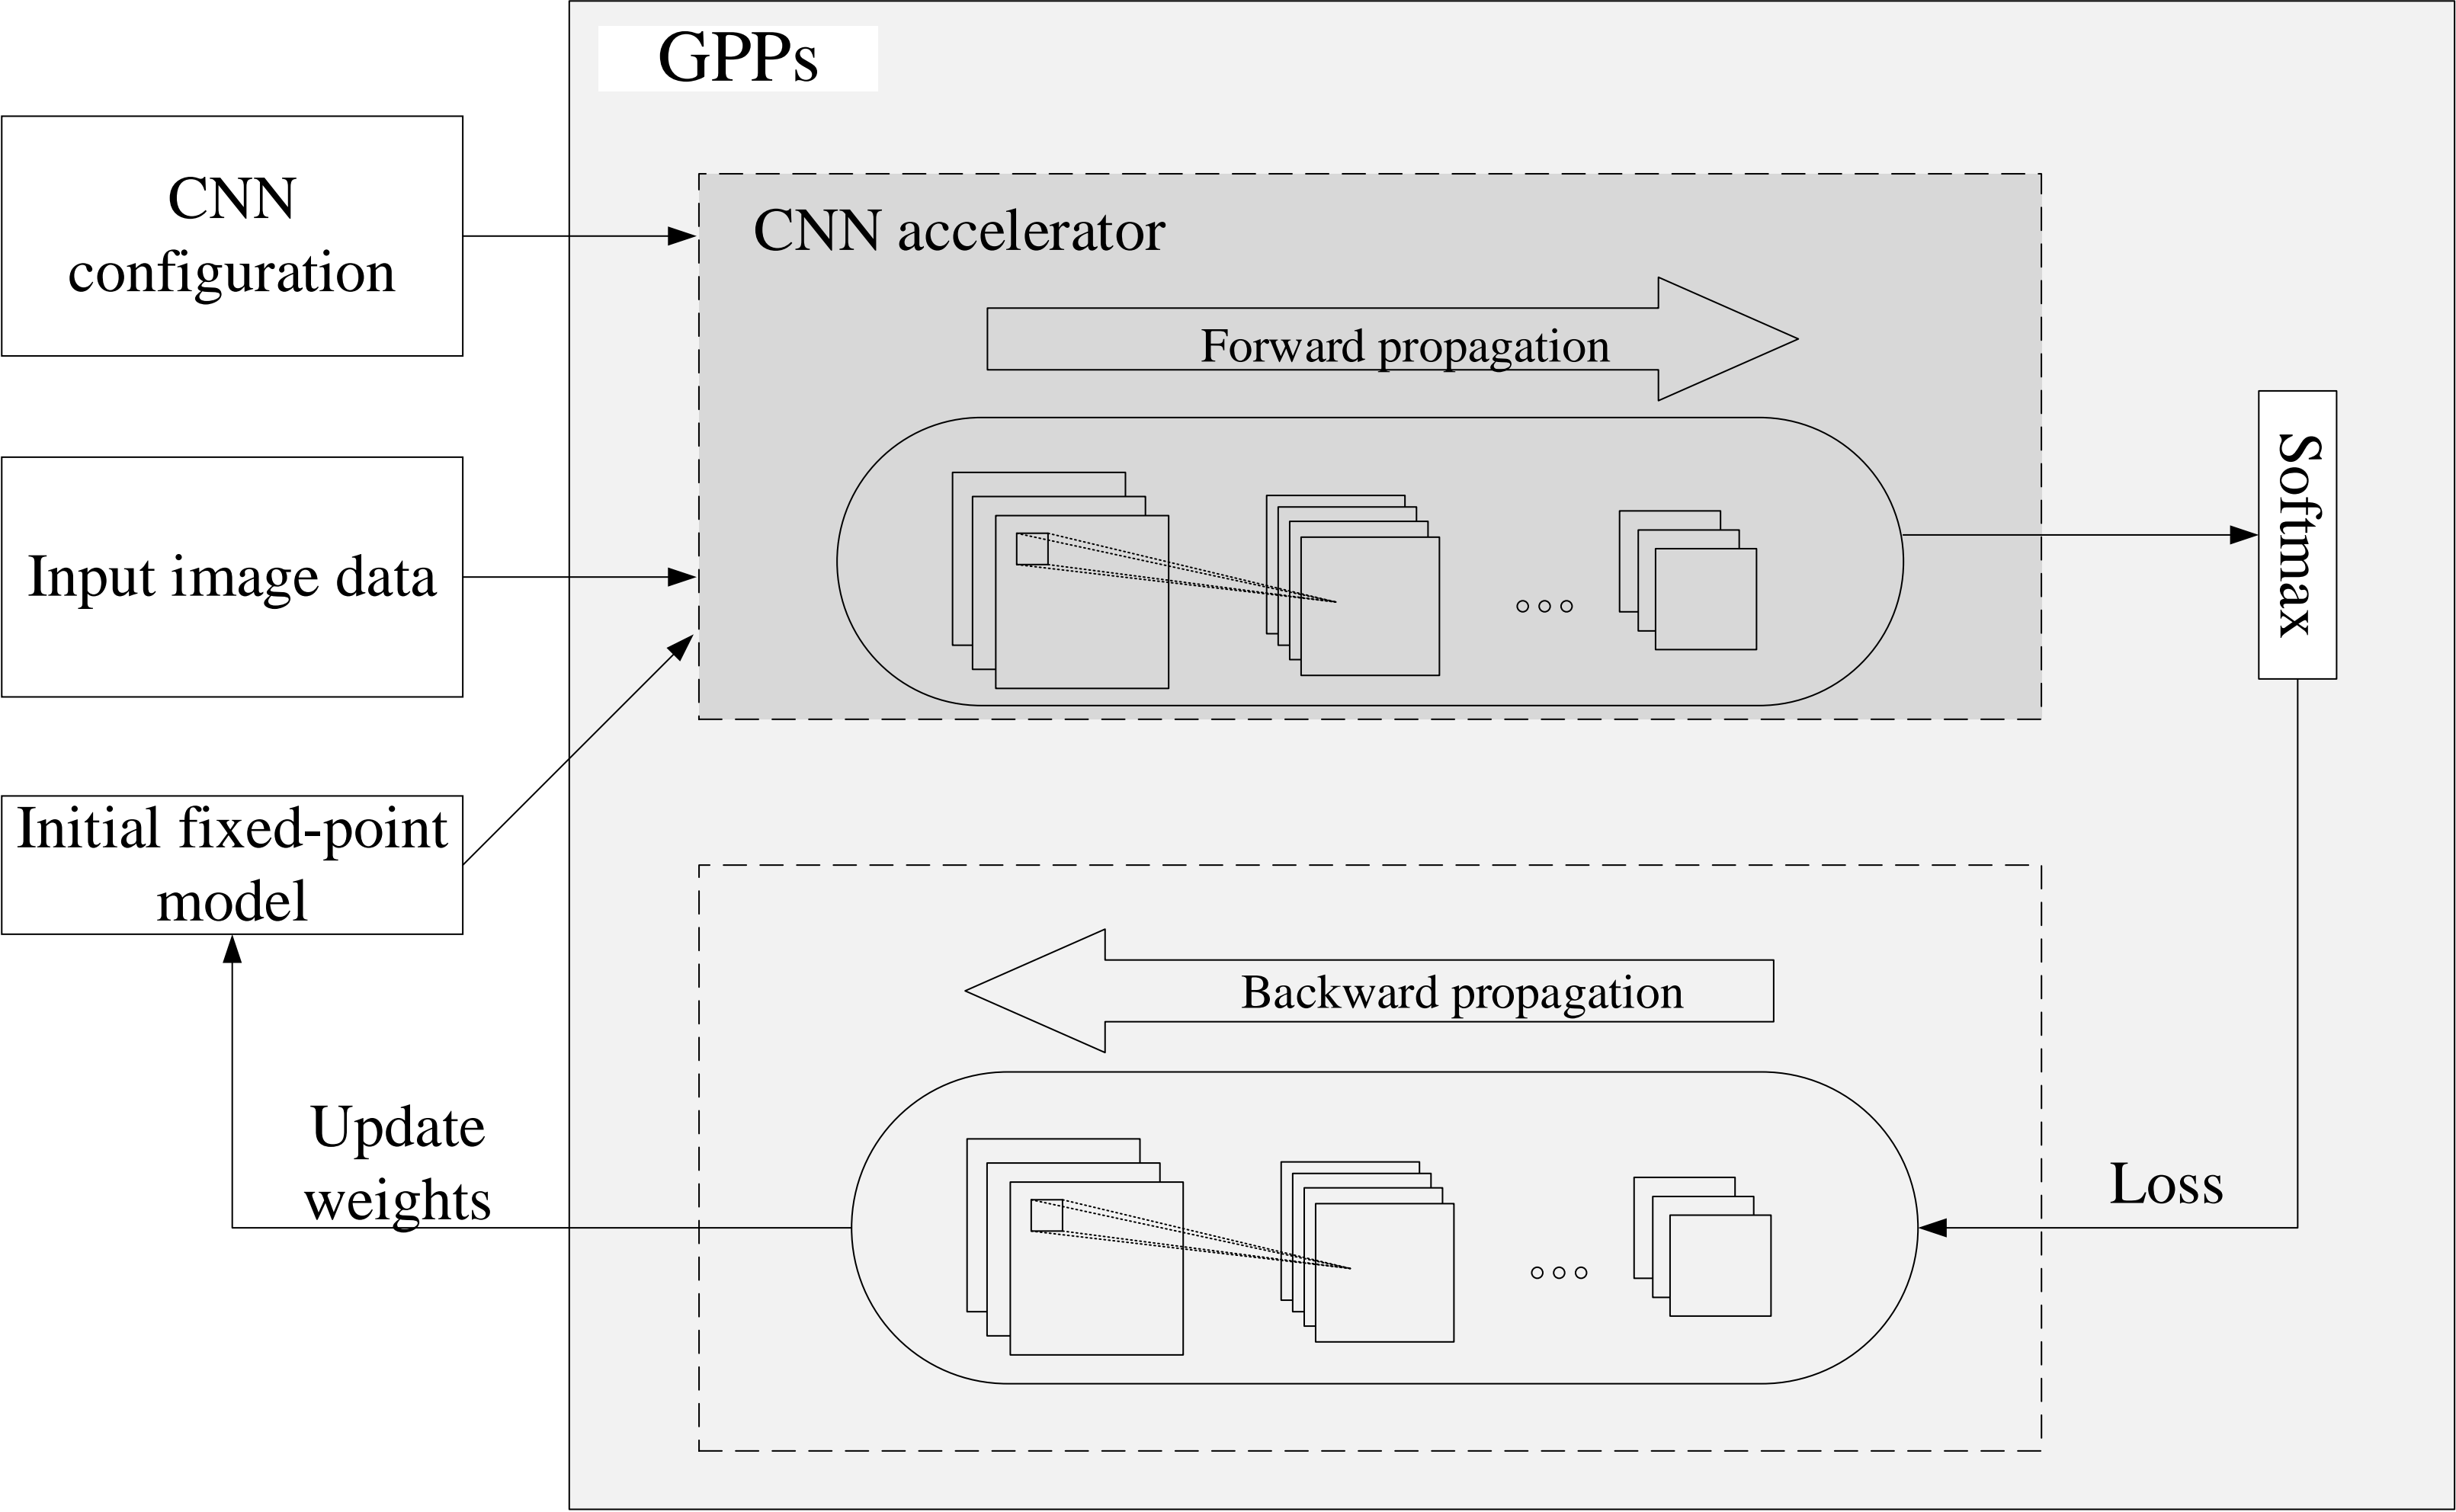 GPPs
CNN
configuration
CNN accelerator
Forward propagation
Input image data
Softmax
Initial fixed-point
model
Backward propagation
Update
weights
Loss